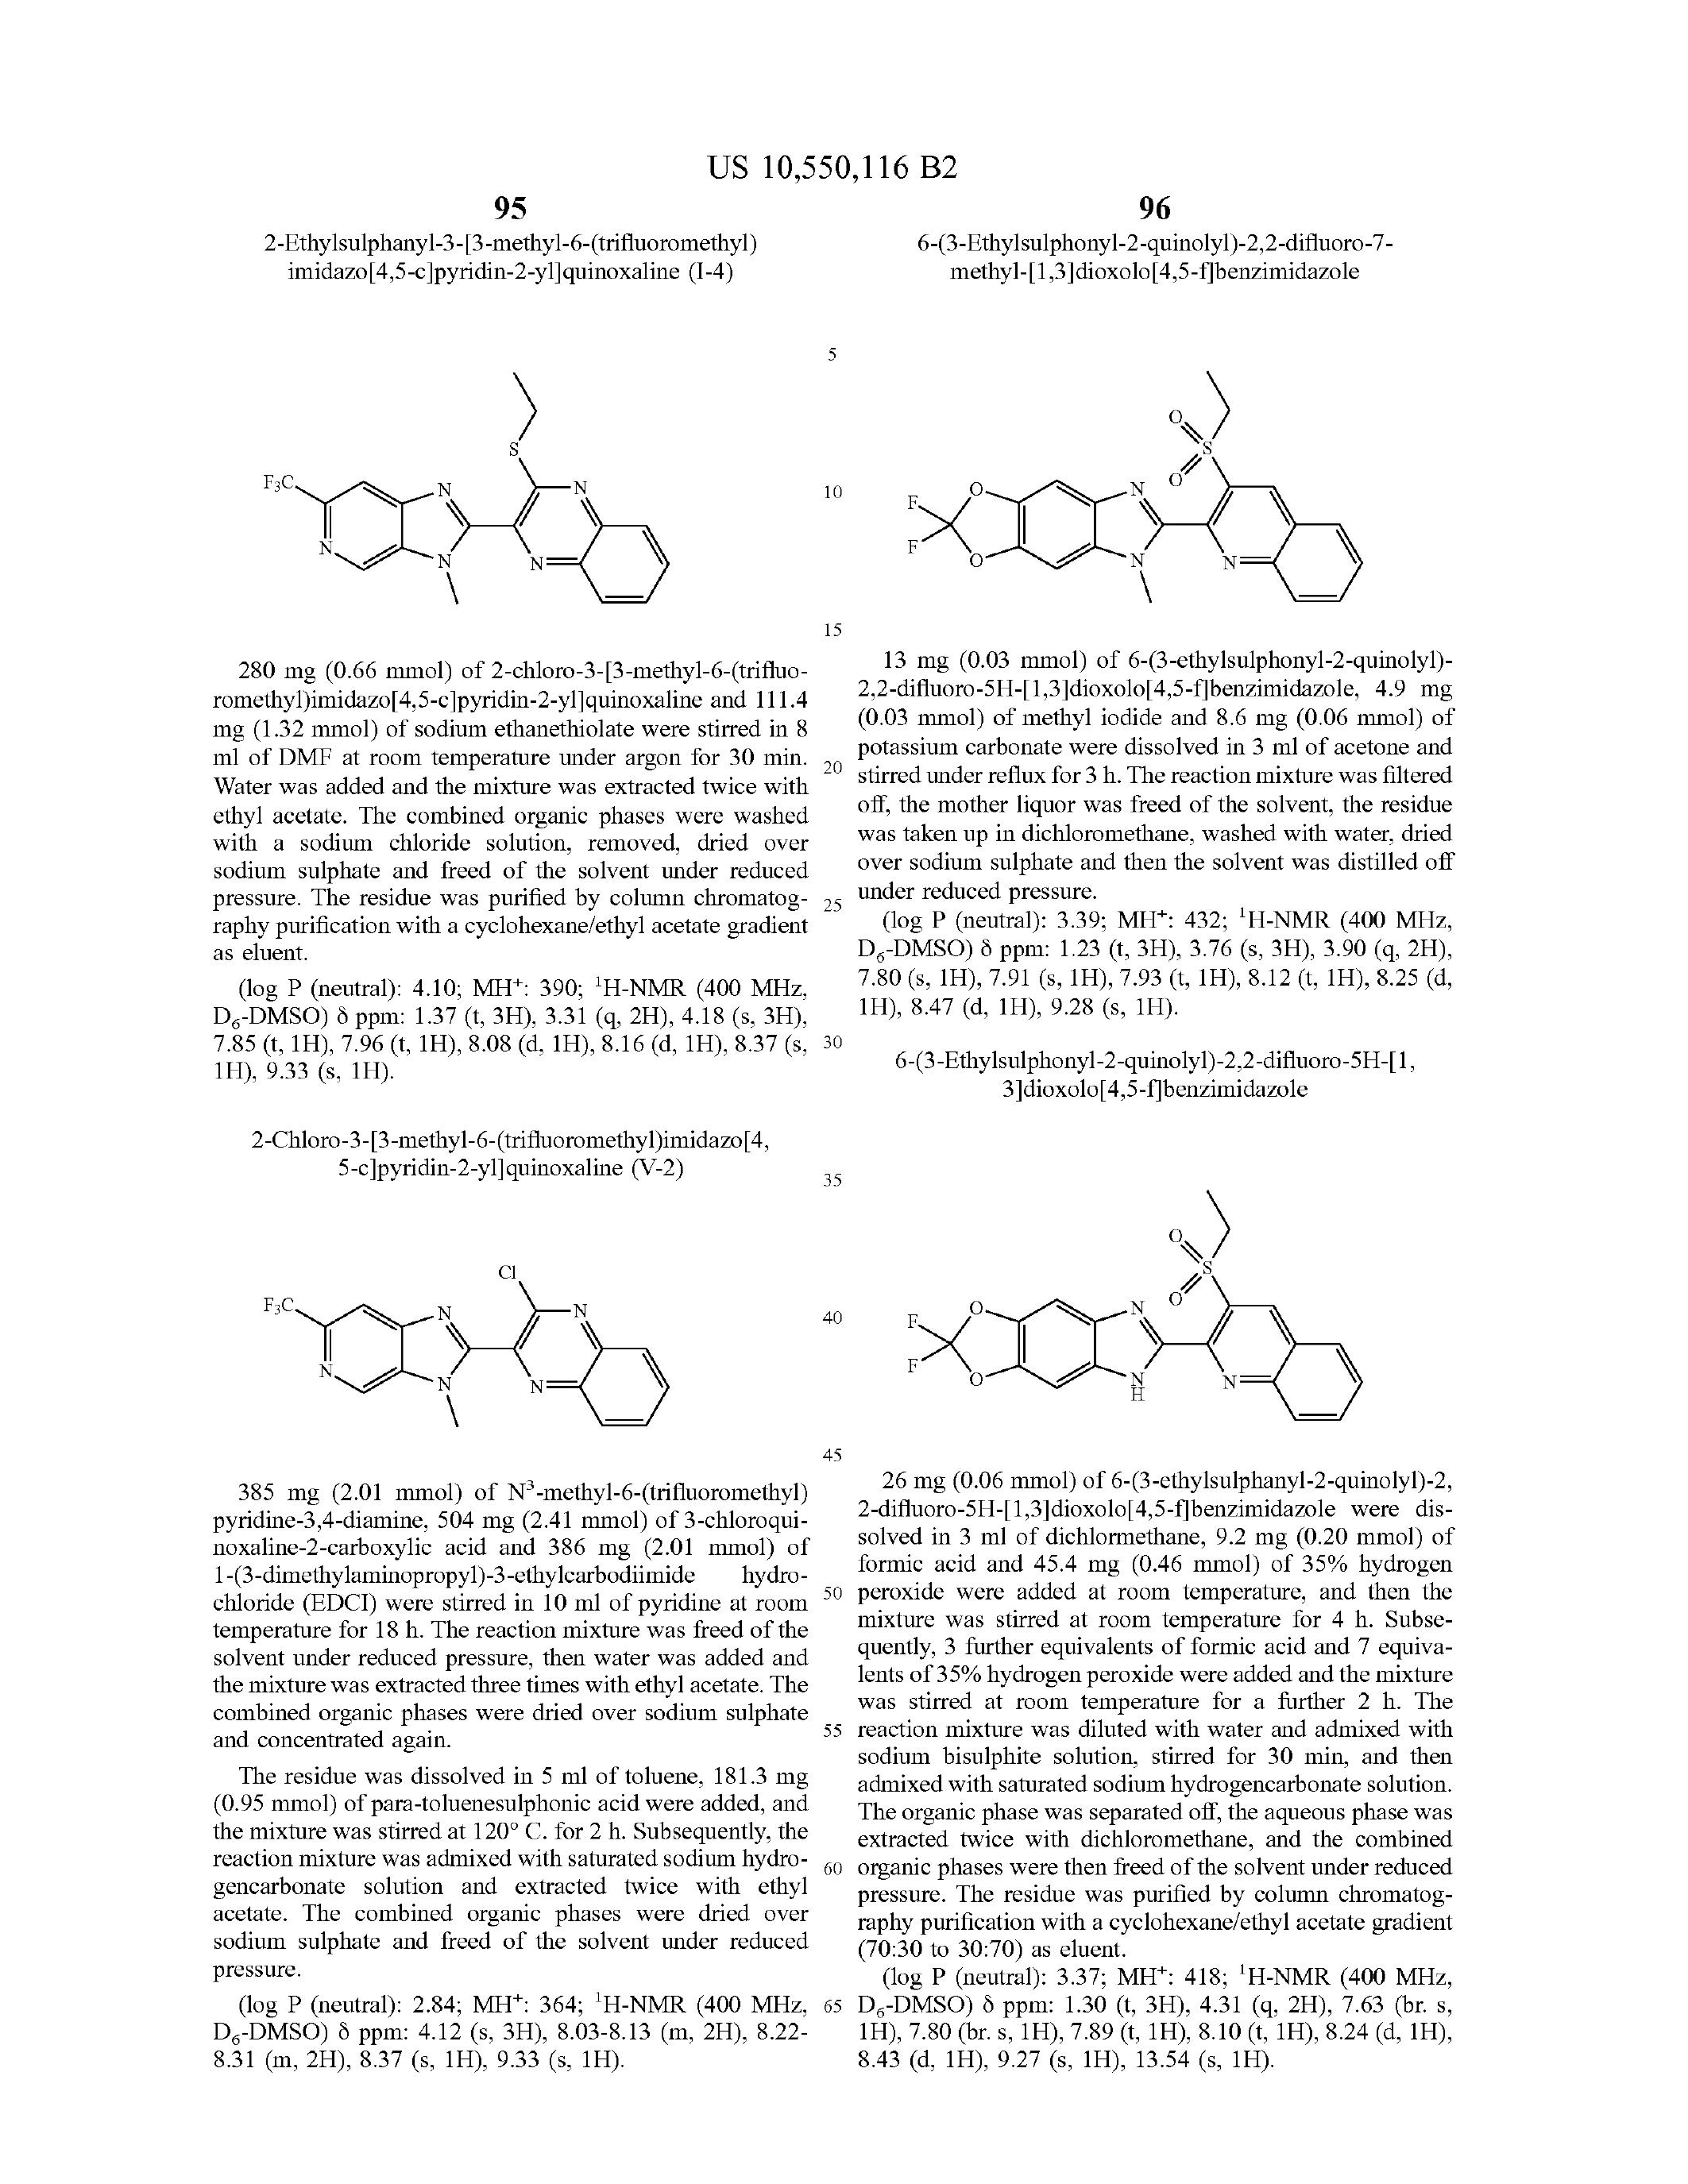 US 10,550,116 B2
95
2-Ethylsulphanyl-3-[3-methyl-6-(trifluoromethyl)
imidazo[4,5-c]pyridin-2-yl]quinoxaline (I-4)
S
F3C
N
N
N
N
N
280 mg (0.66 mmol) of 2-chloro-3-[3-methyl-6-(trifluo-
romethyl)imidazo[4,5-c]pyridin-2-yl]quinoxaline and 111.4
mg (1.32 mmol) of sodium ethanethiolate were stirred in 8
ml of DMF at room temperature under argon for 30 min.
Water was added and the mixture was extracted twice with
ethyl acetate. The combined organic phases were washed
with a sodium chloride solution, removed, dried over
sodium sulphate and freed of the solvent under reduced
pressure. The residue was purified by column chromatog-
raphy purification with a cyclohexane/ethyl acetate gradient
as eluent.
(log P (neutral): 4.10; MH⁺: 390; ¹H-NMR (400 MHz,
D₆-DMSO) δ ppm: 1.37 (t, 3H), 3.31 (q, 2H), 4.18 (s, 3H),
7.85 (t, 1H), 7.96 (t, 1H), 8.08 (d, 1H), 8.16 (d, 1H), 8.37 (s,
1H), 9.33 (s, 1H).
2-Chloro-3-[3-methyl-6-(trifluoromethyl)imidazo[4,
5-c]pyridin-2-yl]quinoxaline (V-2)
Cl
F3C
N
N
N
N
N
385 mg (2.01 mmol) of N³-methyl-6-(trifluoromethyl)
pyridine-3,4-diamine, 504 mg (2.41 mmol) of 3-chloroqui-
noxaline-2-carboxylic acid and 386 mg (2.01 mmol) of
1-(3-dimethylaminopropyl)-3-ethylcarbodiimide hydro-
chloride (EDCI) were stirred in 10 ml of pyridine at room
temperature for 18 h. The reaction mixture was freed of the
solvent under reduced pressure, then water was added and
the mixture was extracted three times with ethyl acetate. The
combined organic phases were dried over sodium sulphate
and concentrated again.
The residue was dissolved in 5 ml of toluene, 181.3 mg
(0.95 mmol) of para-toluenesulphonic acid were added, and
the mixture was stirred at 120° C. for 2 h. Subsequently, the
reaction mixture was admixed with saturated sodium hydro-
gencarbonate solution and extracted twice with ethyl
acetate. The combined organic phases were dried over
sodium sulphate and freed of the solvent under reduced
pressure.
(log P (neutral): 2.84; MH⁺: 364; ¹H-NMR (400 MHz,
D₆-DMSO) δ ppm: 4.12 (s, 3H), 8.03-8.13 (m, 2H), 8.22-
8.31 (m, 2H), 8.37 (s, 1H), 9.33 (s, 1H).
5
10
15
20
25
30
35
40
45
50
55
60
65
96
6-(3-Ethylsulphonyl-2-quinolyl)-2,2-difluoro-7-
methyl-[1,3]dioxolo[4,5-f]benzimidazole
O
S
O
F
O
N
F
O
N
N
13 mg (0.03 mmol) of 6-(3-ethylsulphonyl-2-quinolyl)-
2,2-difluoro-5H-[1,3]dioxolo[4,5-f]benzimidazole, 4.9 mg
(0.03 mmol) of methyl iodide and 8.6 mg (0.06 mmol) of
potassium carbonate were dissolved in 3 ml of acetone and
stirred under reflux for 3 h. The reaction mixture was filtered
off, the mother liquor was freed of the solvent, the residue
was taken up in dichloromethane, washed with water, dried
over sodium sulphate and then the solvent was distilled off
under reduced pressure.
(log P (neutral): 3.39; MH⁺: 432; ¹H-NMR (400 MHz,
D₆-DMSO) δ ppm: 1.23 (t, 3H), 3.76 (s, 3H), 3.90 (q, 2H),
7.80 (s, 1H), 7.91 (s, 1H), 7.93 (t, 1H), 8.12 (t, 1H), 8.25 (d,
1H), 8.47 (d, 1H), 9.28 (s, 1H).
6-(3-Ethylsulphonyl-2-quinolyl)-2,2-difluoro-5H-[1,
3]dioxolo[4,5-f]benzimidazole
O
S
O
F
O
N
F
O
N
H
N
26 mg (0.06 mmol) of 6-(3-ethylsulphanyl-2-quinolyl)-2,
2-difluoro-5H-[1,3]dioxolo[4,5-f]benzimidazole were dis-
solved in 3 ml of dichlormethane, 9.2 mg (0.20 mmol) of
formic acid and 45.4 mg (0.46 mmol) of 35% hydrogen
peroxide were added at room temperature, and then the
mixture was stirred at room temperature for 4 h. Subse-
quently, 3 further equivalents of formic acid and 7 equiva-
lents of 35% hydrogen peroxide were added and the mixture
was stirred at room temperature for a further 2 h. The
reaction mixture was diluted with water and admixed with
sodium bisulphite solution, stirred for 30 min, and then
admixed with saturated sodium hydrogencarbonate solution.
The organic phase was separated off, the aqueous phase was
extracted twice with dichloromethane, and the combined
organic phases were then freed of the solvent under reduced
pressure. The residue was purified by column chromatog-
raphy purification with a cyclohexane/ethyl acetate gradient
(70:30 to 30:70) as eluent.
(log P (neutral): 3.37; MH⁺: 418; ¹H-NMR (400 MHz,
D₆-DMSO) δ ppm: 1.30 (t, 3H), 4.31 (q, 2H), 7.63 (br. s,
1H), 7.80 (br. s, 1H), 7.89 (t, 1H), 8.10 (t, 1H), 8.24 (d, 1H),
8.43 (d, 1H), 9.27 (s, 1H), 13.54 (s, 1H).